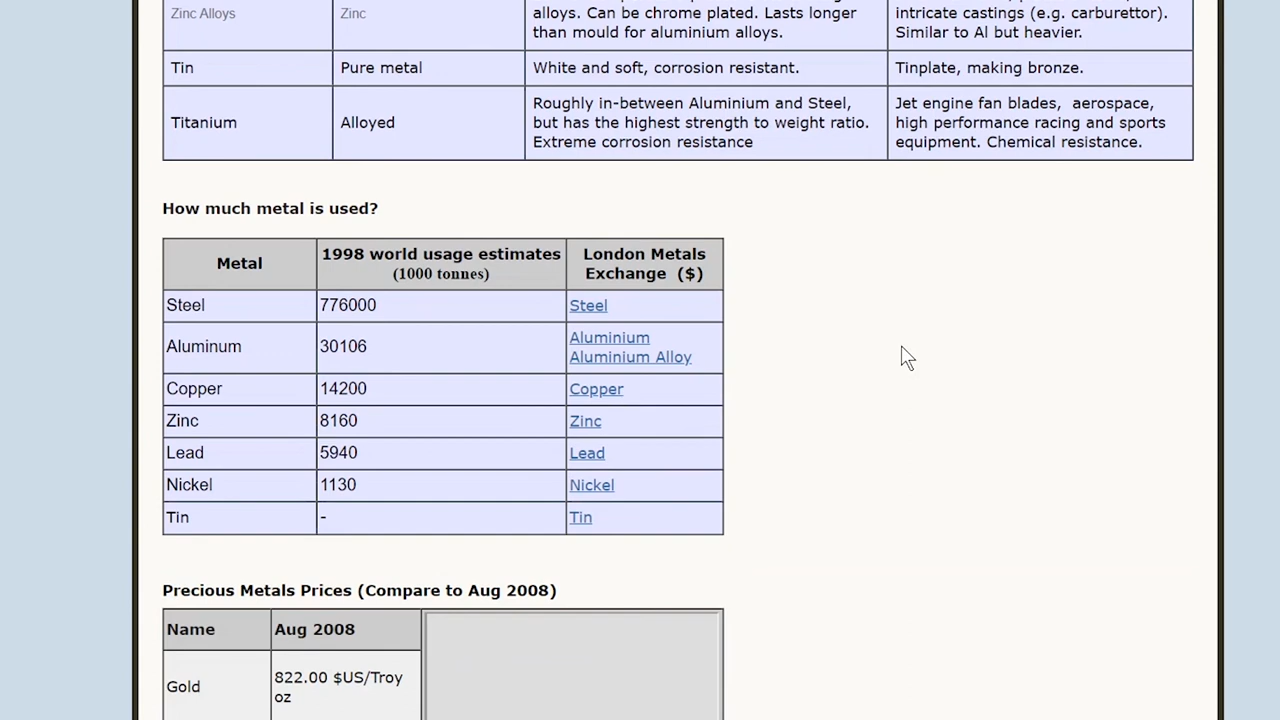 Zinc Alloys
Zinc
alloys. Can be chrome plated. Lasts longer
than mould for aluminium alloys.
intricate castings (e.g. carburettor).
Similar to Al but heavier.
Tin
Pure metal
White and soft, corrosion resistant.
Tinplate, making bronze.
Titanium
Alloyed
Roughly in-between Aluminium and Steel,
but has the highest strength to weight ratio.
Extreme corrosion resistance
Jet engine fan blades,  aerospace,
high performance racing and sports
equipment. Chemical resistance.
How much metal is used?
Metal
1998 world usage estimates
(1000 tonnes)
London Metals
Exchange  ($)
Steel
776000
Steel
Aluminum
30106
Aluminium
Aluminium Alloy
Copper
14200
Copper
Zinc
8160
Zinc
Lead
5940
Lead
Nickel
1130
Nickel
Tin
-
Tin
Precious Metals Prices (Compare to Aug 2008)
Name
Aug 2008
Gold
822.00 $US/Troy
oz